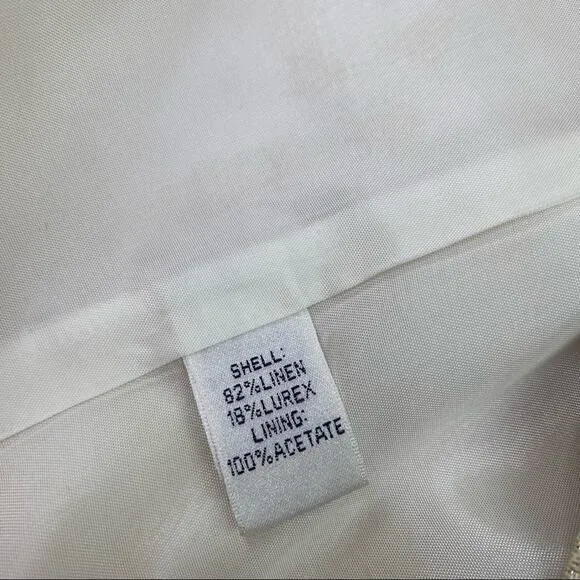 SHELL:
82%LINEN
18%LUREX
LINING:
100%ACETATE